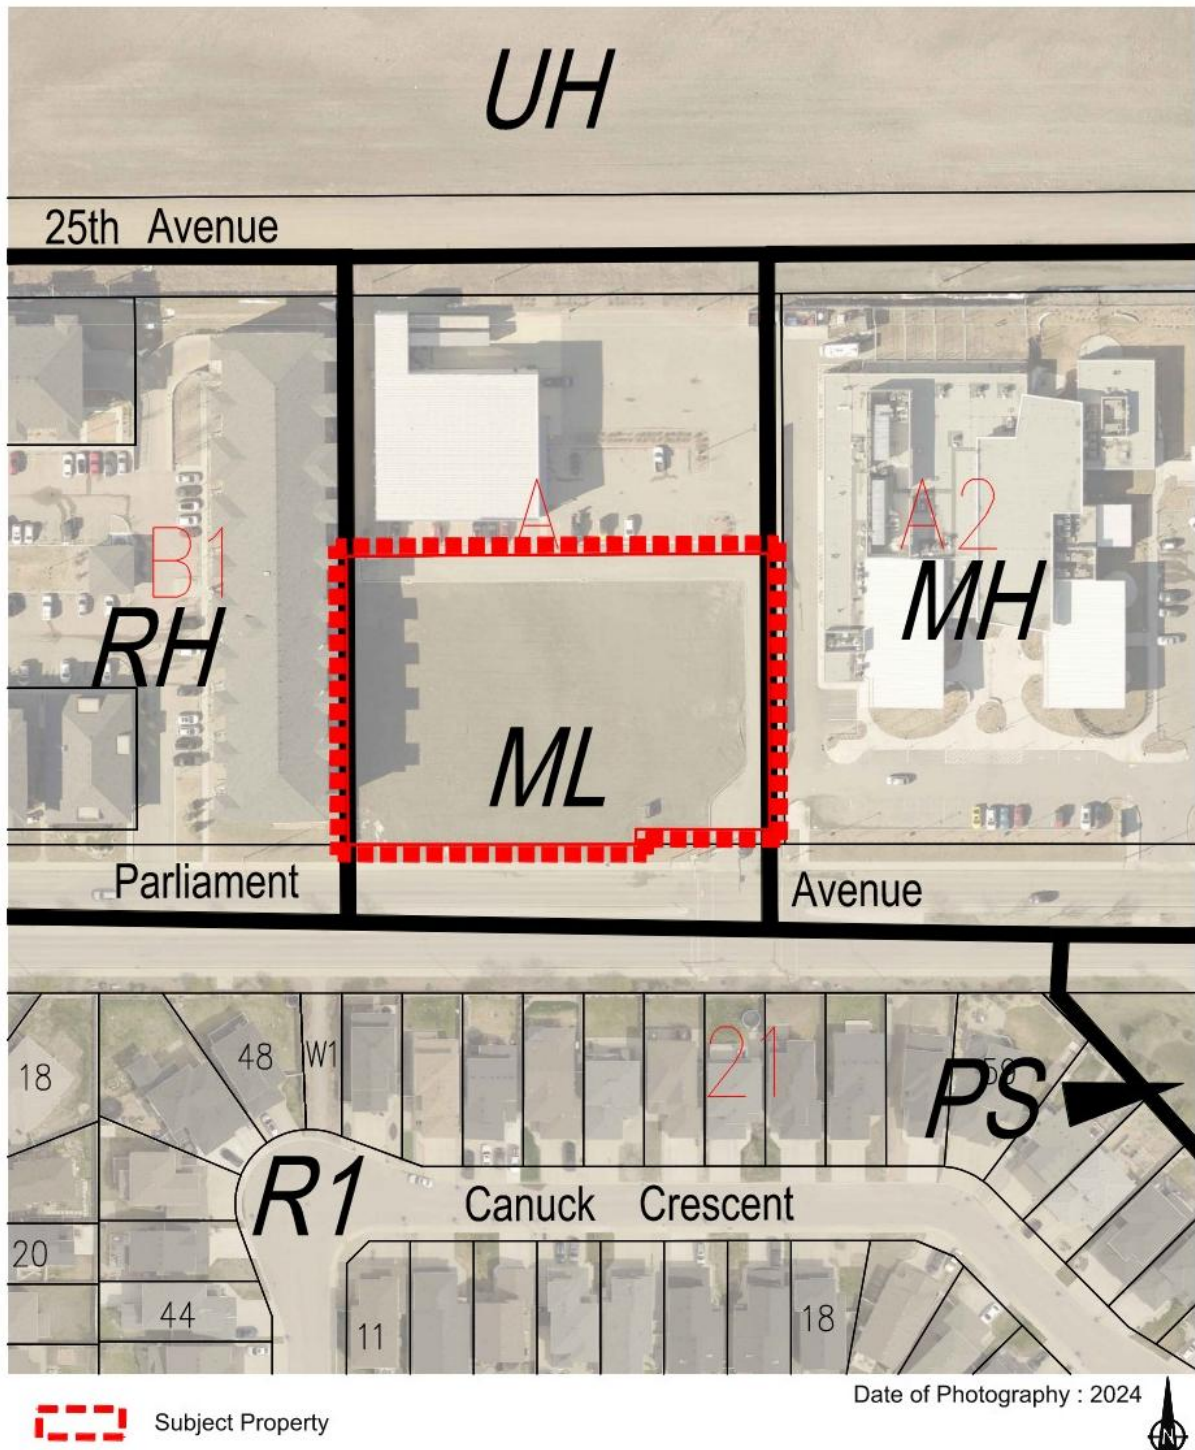 UH
25th Avenue
A
A2
B1
RH
MH
ML
Parliament Avenue
21
48
W1
18
59
PS
R1
Canuck Crescent
20
44
11
18
Subject Property
Date of Photography : 2024
N